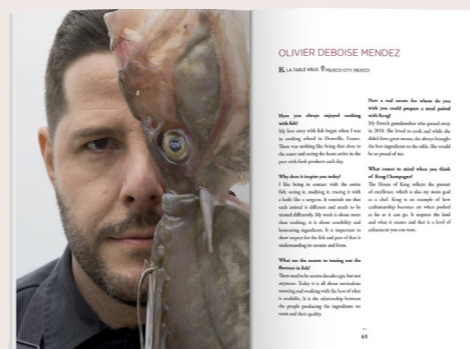 OLIVIER DEBOISE MENDEZ
LA TABLE KRUG MEXICO CITY, MEXICO
Have you always enjoyed cooking
with fish?
My love story with fish began when I was
in cooking school in Deauville, France.
There was nothing like being that close to
the water and seeing the boats arrive in the
port with fresh products each day.
Why does it inspire you today?
I like being in contact with the entire
fish: seeing it, studying it, tracing it with
a knife like a surgeon. It reminds me that
each animal is different and needs to be
treated differently. My work is about more
than cooking, it is about sensibility and
honouring ingredients. It is important to
show respect for the fish and part of that is
understanding its texture and form.
What are the secrets to teasing out the
flavours in fish?
There used to be secrets decades ago, but not
anymore. Today it is all about meticulous
sourcing and working with the best of what
is available. It is the relationship between
the people producing the ingredients we
want and their quality.
Now a real secret: for whom do you
wish you could prepare a meal paired
with Krug?
My French grandmother who passed away
in 2010. She loved to cook and while she
didn't have great means, she always brought
the best ingredients to the table. She would
be so proud of me.
What comes to mind when you think
of Krug Champagne?
The House of Krug reflects the pursuit
of excellence, which is also my main goal
as a chef. Krug is an example of how
craftsmanship becomes art when pushed
as far as it can go. It respects the land
and what it creates and that is a level of
refinement you can taste.
65